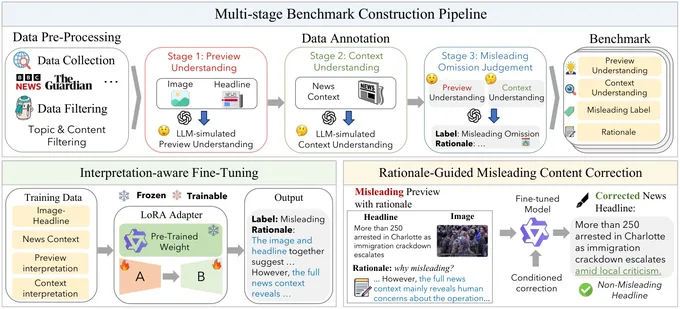 Multi-stage Benchmark Construction Pipeline
Data Pre-Processing
Data Collection
BBC
NEWS
The
Guardian
...
Data Filtering
Topic & Content
Filtering
Data Annotation
Stage 1: Preview
Understanding
Image
Headline
LLM-simulated
Preview Understanding
Stage 2: Context
Understanding
News
Context
LLM-simulated
Context Understanding
Stage 3: Misleading
Omission Judgement
Preview
Understanding
Context
Understanding
Label: Misleading Omission
Rationale: ...
Benchmark
Preview
Understanding
Context
Understanding
Misleading Label
Rationale
Interpretation-aware Fine-Tuning
Training Data
Image-
Headline
News Context
Preview
interpretation
Context
interpretation
Frozen
Trainable
LoRA Adapter
Pre-Trained
Weight
A
B
Output
Label: Misleading
Rationale:
The image and
headline together
suggest ...
However, the full
news context
reveals ...
Rationale-Guided Misleading Content Correction
Misleading Preview
with rationale
Headline
More than 250
arrested in Charlotte
as immigration
crackdown escalates
Image
Rationale: why misleading?
... However, the full news
context mainly reveals human
concerns about the operation...
Fine-tuned
Model
Conditioned
correction
Corrected News
Headline:
More than 250
arrested in Charlotte
as immigration
crackdown escalates
amid local criticism.
Non-Misleading
Headline